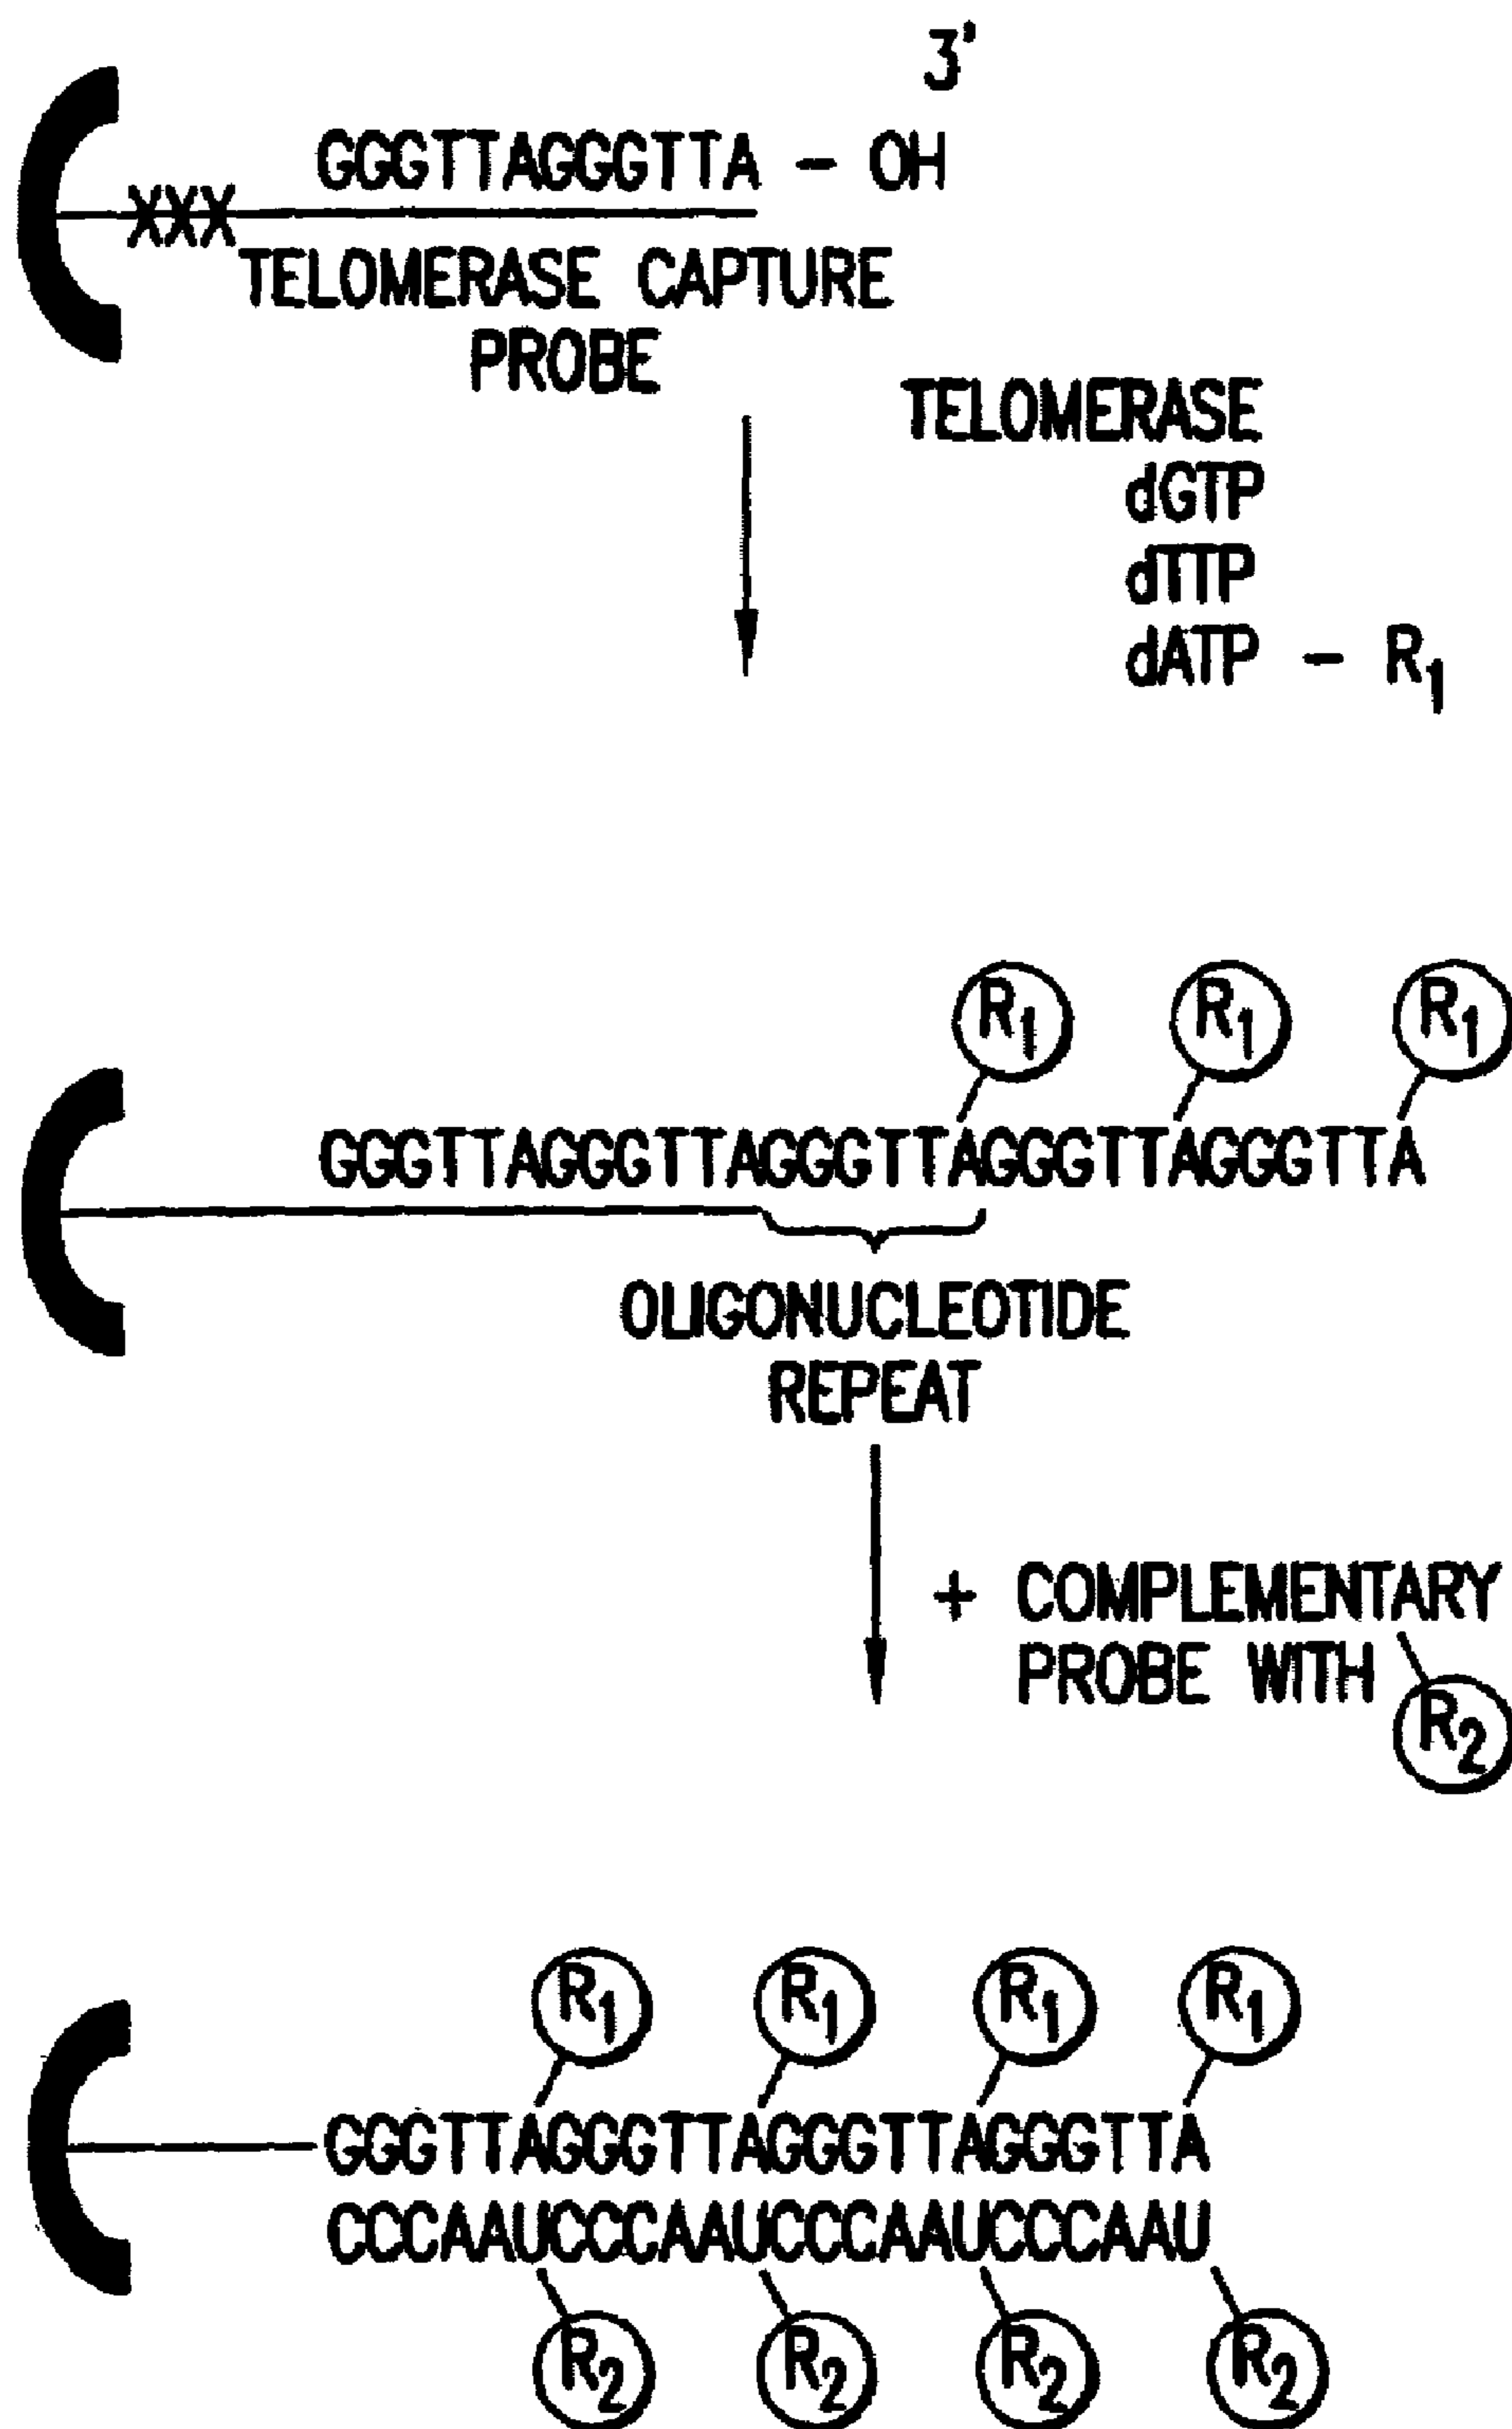 3'
GGGTTAGGGTTA - OH
XXX
TELOMERASE CAPTURE
PROBE
TELOMERASE
dGTP
dTTP
dATP - R1
R1 R1 R1
GGGTTAGGGTTAGGGTTAGGGTTAGGGTTA
OLIGONUCLEOTIDE
REPEAT
+ COMPLEMENTARY
PROBE WITH
R2
R1 R1 R1 R1
GGGTTAGGGTTAGGGTTAGGGTTA
CCCAAUCCCAAUCCCAAUCCCAAU
R2 R2 R2 R2